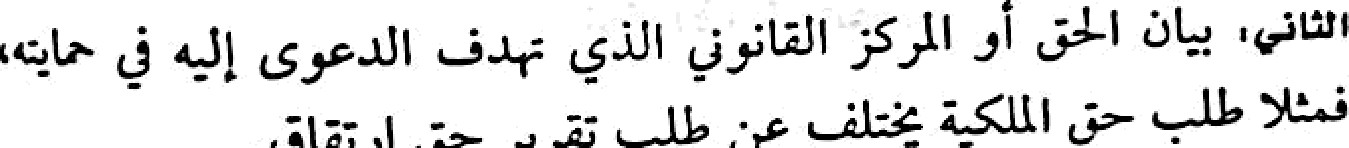 الثاني، بيان الحق أو المركز القانوني الذي تهدف الدعوى إليه في حمايته،
فمثلا طلب حق الملكية يختلف عن طلب تقرير حق ارتقاق